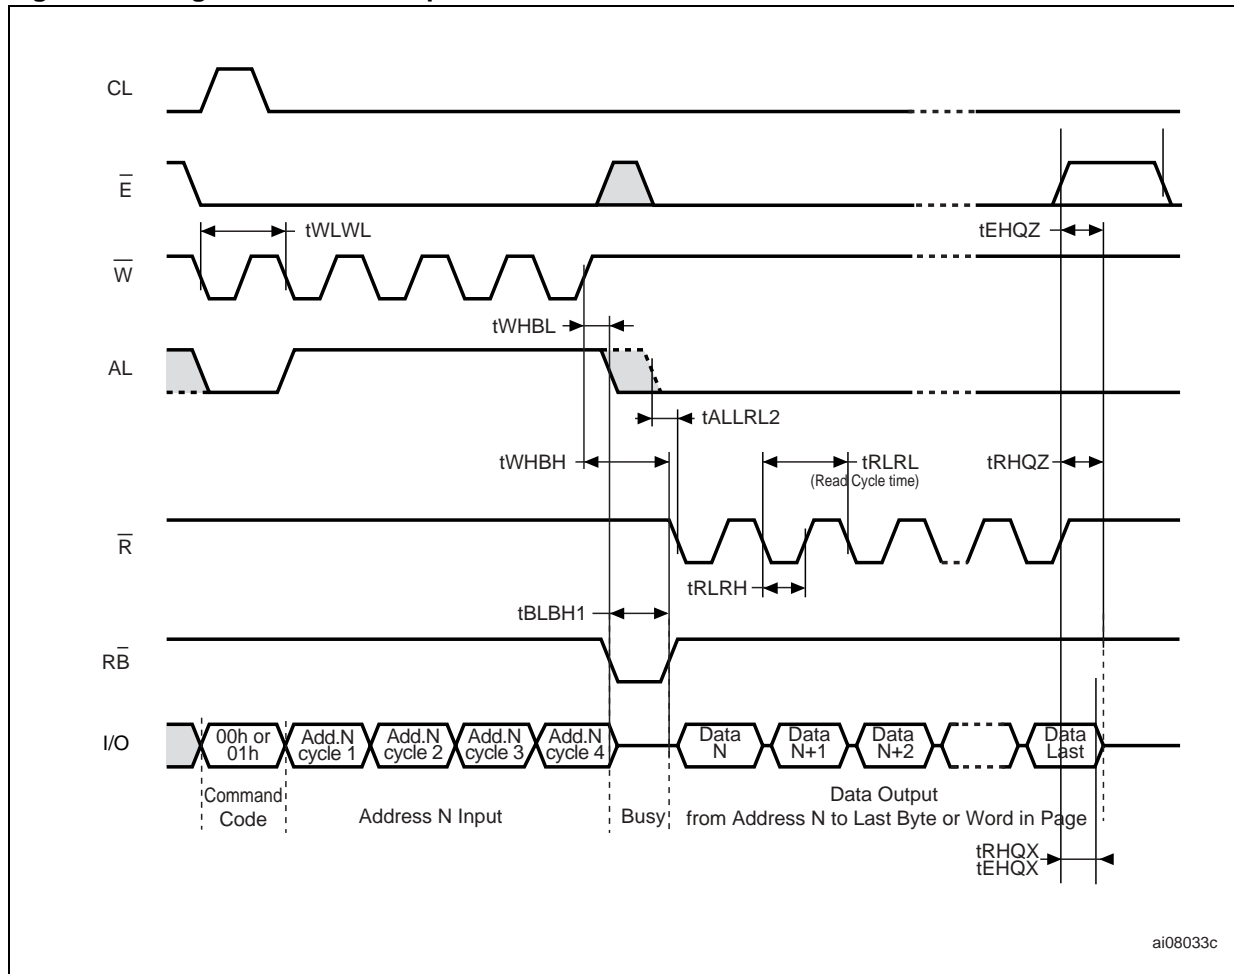 CL
E
tWLWL
tEHQZ
W
tWHBL
AL
tALLRL2
tWHBH
tRLRL
(Read Cycle time)
tRHQZ
R
tRLRH
tBLBH1
RB
I/O
00h or
01h
Add.N
cycle 1
Add.N
cycle 2
Add.N
cycle 3
Add.N
cycle 4
Data
N
Data
N+1
Data
N+2
Data
Last
Command
Code
Address N Input
Busy
Data Output
from Address N to Last Byte or Word in Page
tRHQX
tEHQX
ai08033c